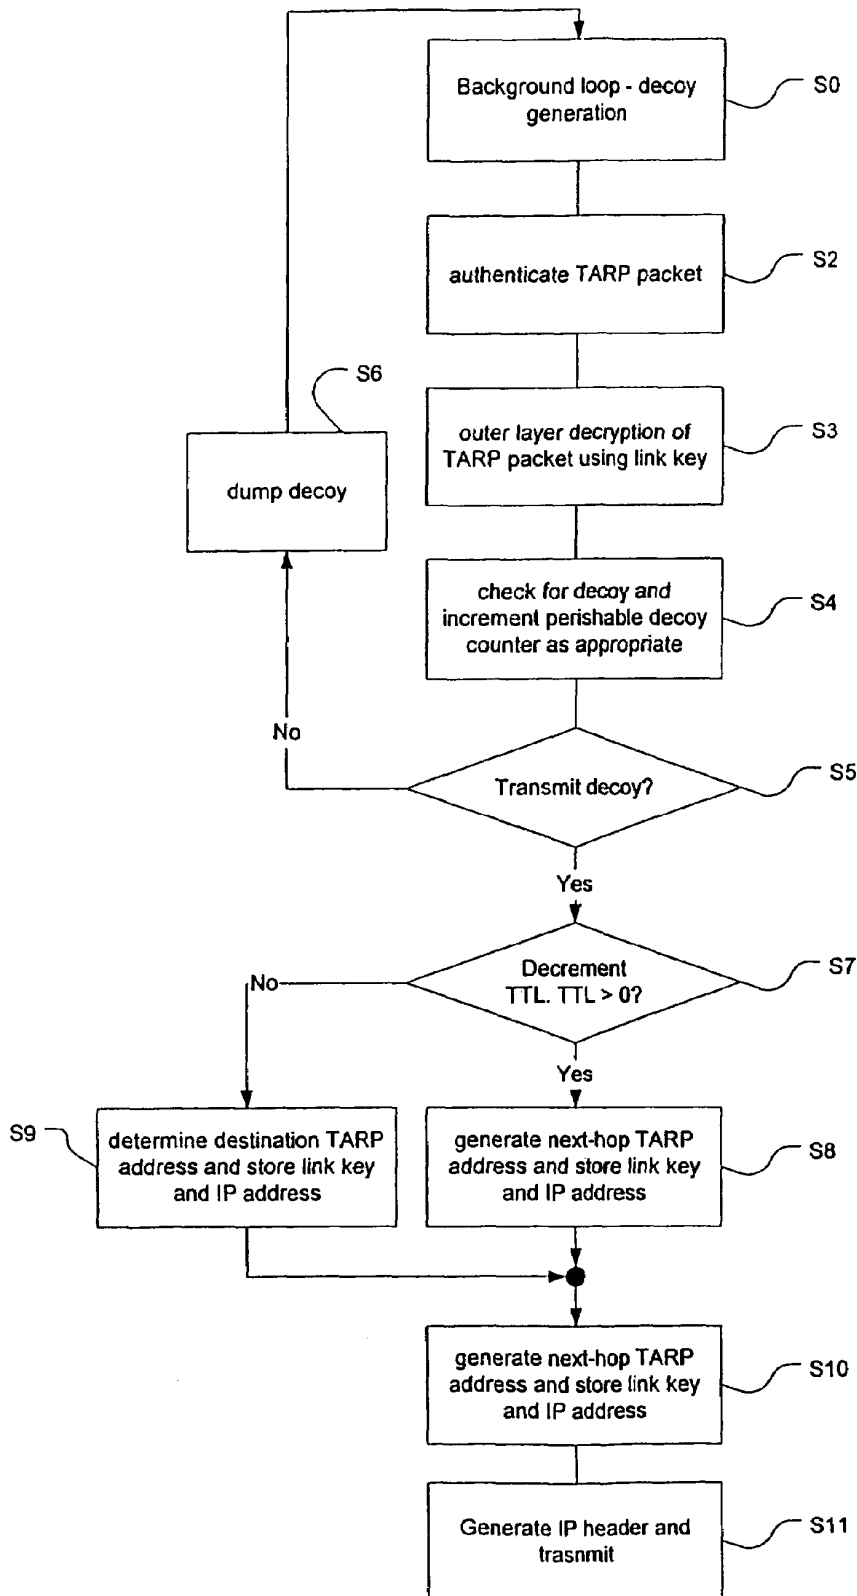 Background loop - decoy
generation
S0
authenticate TARP packet
S2
S6
dump decoy
outer layer decryption of
TARP packet using link key
S3
check for decoy and
increment perishable decoy
counter as appropriate
S4
No
Transmit decoy?
S5
Yes
Decrement
TTL. TTL > 0?
S7
No
Yes
S9
determine destination TARP
address and store link key
and IP address
generate next-hop TARP
address and store link key
and IP address
S8
generate next-hop TARP
address and store link key
and IP address
S10
Generate IP header and
trasnmit
S11